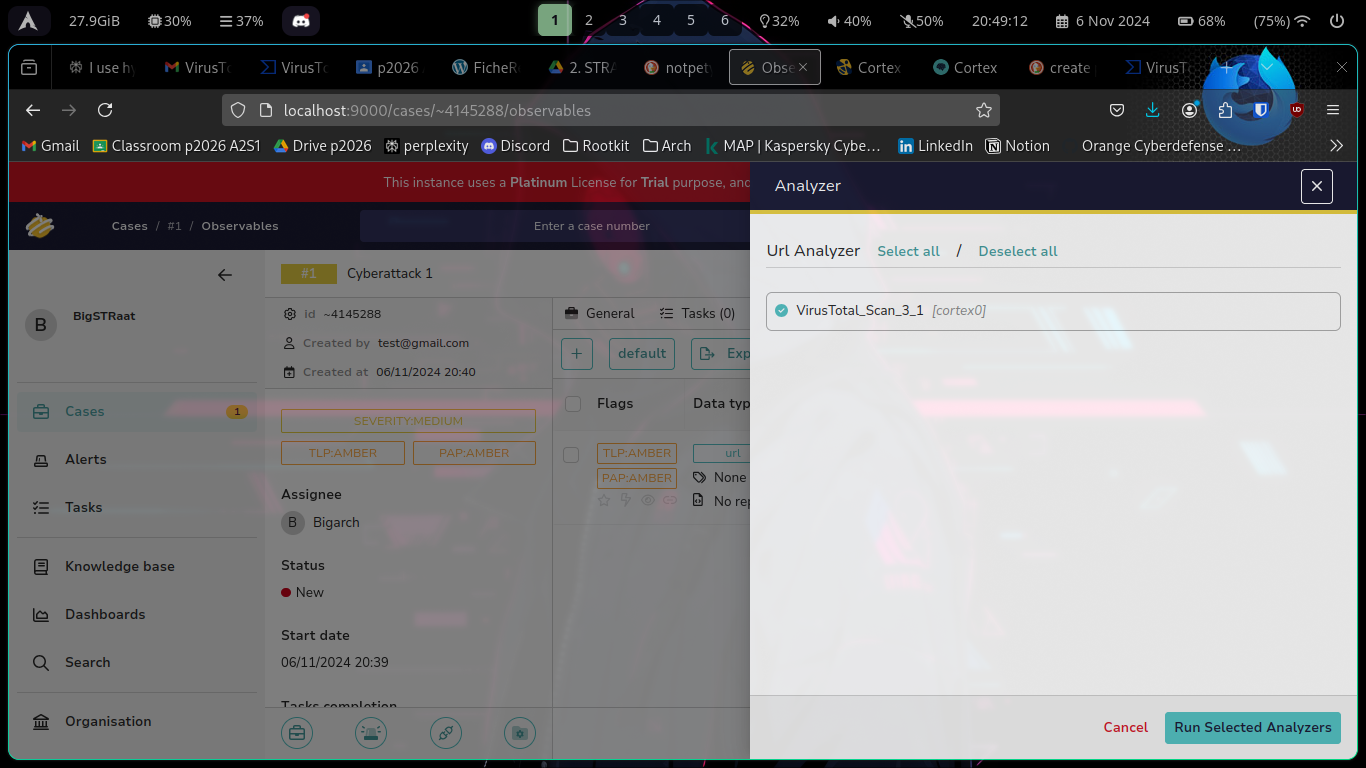 27.9GiB 30% 37% 1 2 3 4 5 6 32% 40% 50% 20:49:12 6 Nov 2024 68% (75%)
I use hy VirusTo VirusTo p2026 FicheR 2. STRA notpet Obse Cortex Cortex create VirusT
localhost:9000/cases/~4145288/observables
Gmail Classroom p2026 A2S1 Drive p2026 perplexity Discord Rootkit Arch MAP | Kaspersky Cybe… LinkedIn Notion Orange Cyberdefense …
This instance uses a Platinum License for Trial purpose, and
Analyzer
Cases / #1 / Observables
Enter a case number
Url Analyzer Select all / Deselect all
VirusTotal_Scan_3_1 [cortex0]
B BigSTRaat
Cases 1
Alerts
Tasks
Knowledge base
Dashboards
Search
Organisation
#1 Cyberattack 1
id ~4145288
Created by test@gmail.com
Created at 06/11/2024 20:40
SEVERITY:MEDIUM
TLP:AMBER PAP:AMBER
Assignee
B Bigarch
Status
New
Start date
06/11/2024 20:39
Tasks completion
General Tasks (0)
+ default Exp
Flags Data typ
TLP:AMBER url
PAP:AMBER None
No rep
Cancel Run Selected Analyzers